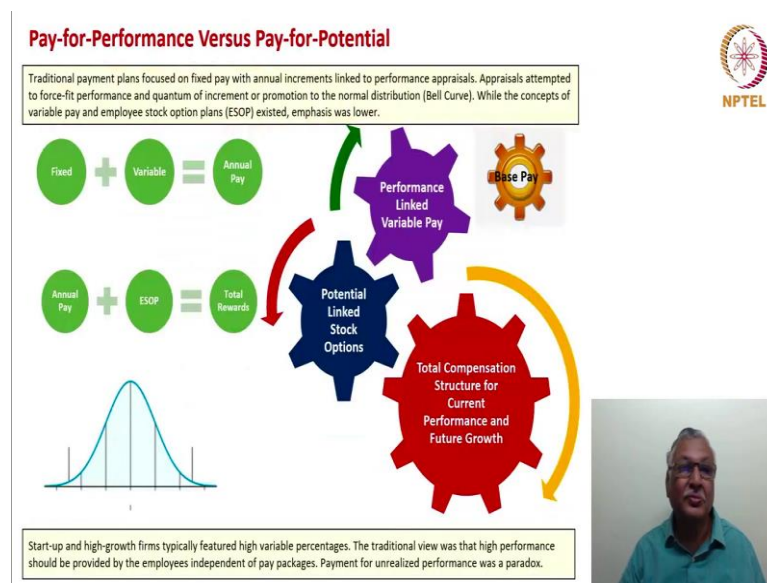 Pay-for-Performance Versus Pay-for-Potential
NPTEL
Traditional payment plans focused on fixed pay with annual increments linked to performance appraisals. Appraisals attempted
to force-fit performance and quantum of increment or promotion to the normal distribution (Bell Curve). While the concepts of
variable pay and employee stock option plans (ESOP) existed, emphasis was lower.
Fixed + Variable = Annual
Pay
Performance
Linked
Variable Pay
Base Pay
Annual
Pay + ESOP = Total
Rewards
Potential
Linked
Stock
Options
Total Compensation
Structure for
Current
Performance and
Future Growth
Start-up and high-growth firms typically featured high variable percentages. The traditional view was that high performance
should be provided by the employees independent of pay packages. Payment for unrealized performance was a paradox.